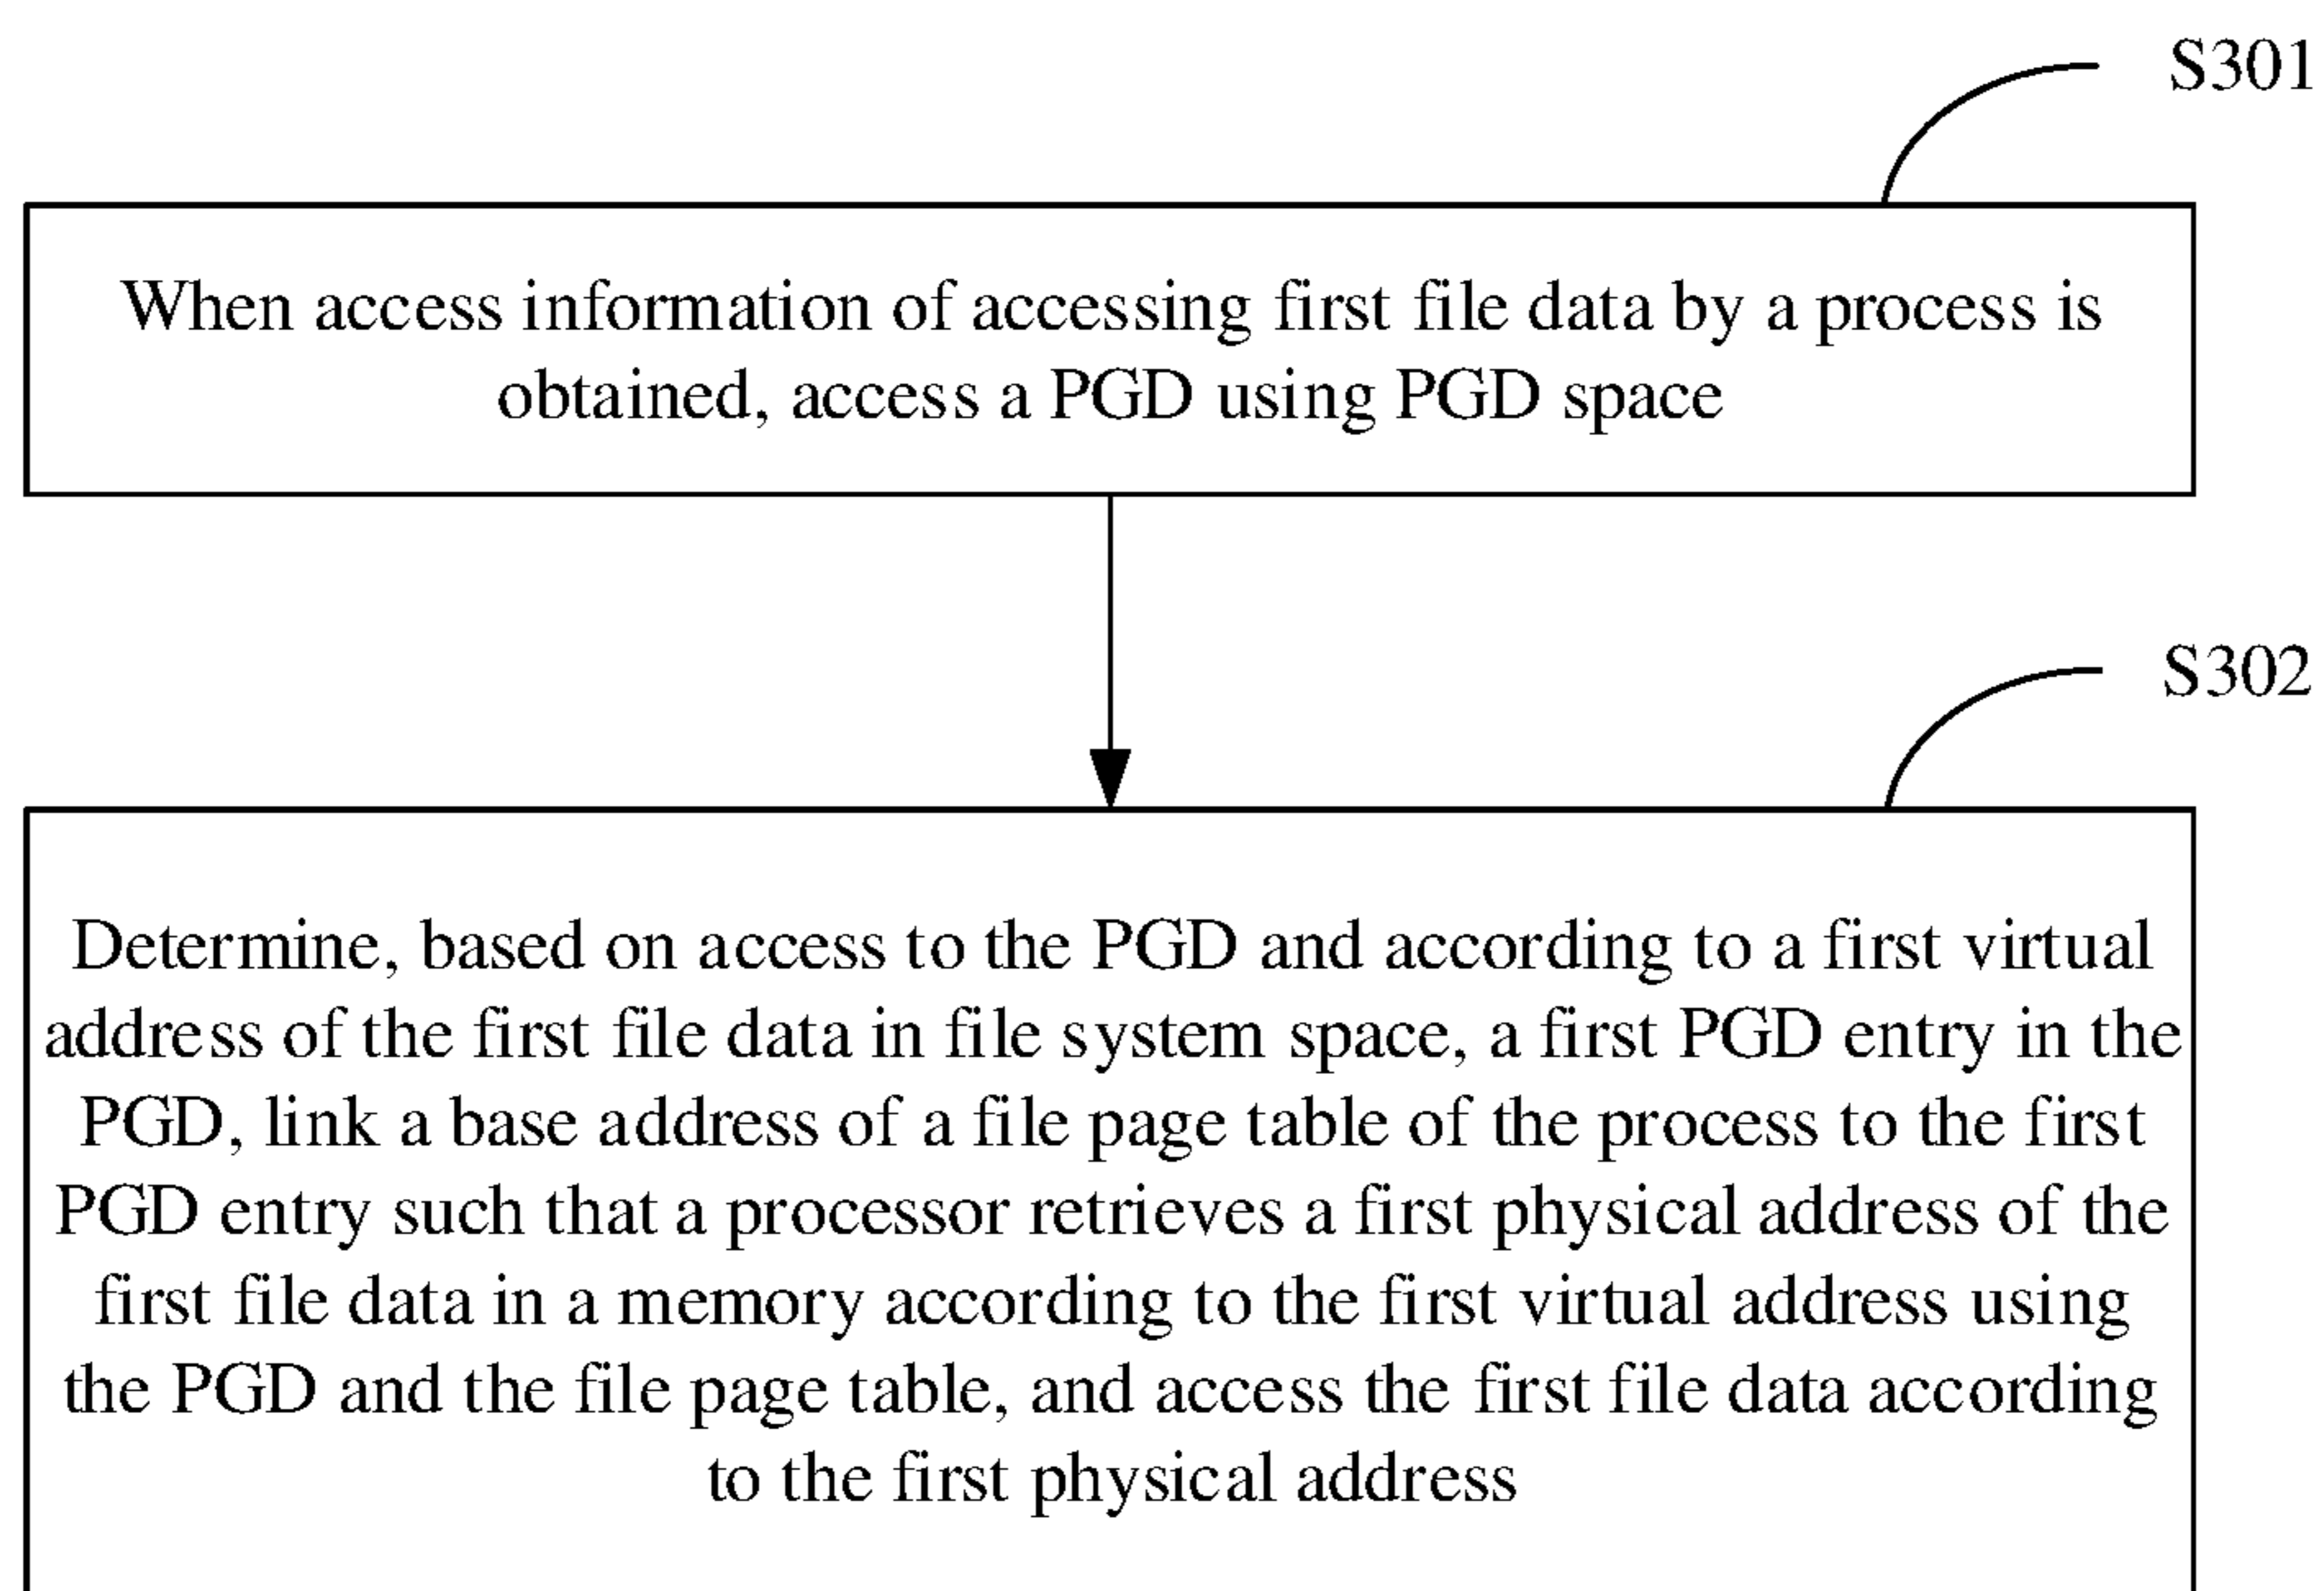 S301
When access information of accessing first file data by a process is
obtained, access a PGD using PGD space
S302
Determine, based on access to the PGD and according to a first virtual
address of the first file data in file system space, a first PGD entry in the
PGD, link a base address of a file page table of the process to the first
PGD entry such that a processor retrieves a first physical address of the
first file data in a memory according to the first virtual address using
the PGD and the file page table, and access the first file data according
to the first physical address